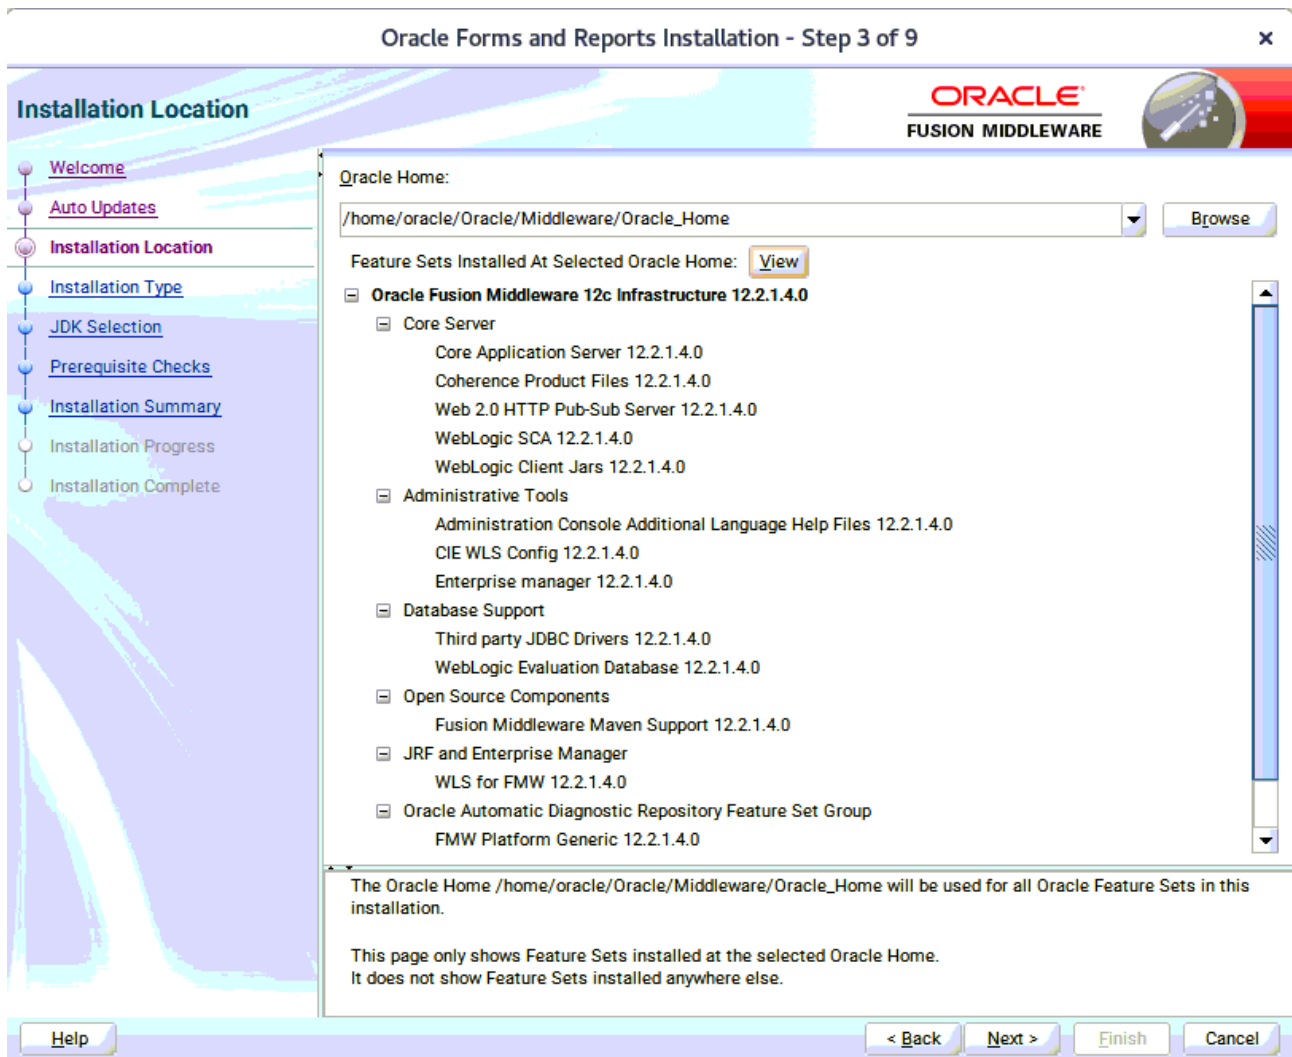 Oracle Forms and Reports Installation - Step 3 of 9
Installation Location
ORACLE
FUSION MIDDLEWARE
Welcome
Auto Updates
Installation Location
Installation Type
JDK Selection
Prerequisite Checks
Installation Summary
Installation Progress
Installation Complete
Oracle Home:
/home/oracle/Oracle/Middleware/Oracle_Home
Browse
Feature Sets Installed At Selected Oracle Home: View
Oracle Fusion Middleware 12c Infrastructure 12.2.1.4.0
Core Server
Core Application Server 12.2.1.4.0
Coherence Product Files 12.2.1.4.0
Web 2.0 HTTP Pub-Sub Server 12.2.1.4.0
WebLogic SCA 12.2.1.4.0
WebLogic Client Jars 12.2.1.4.0
Administrative Tools
Administration Console Additional Language Help Files 12.2.1.4.0
CIE WLS Config 12.2.1.4.0
Enterprise manager 12.2.1.4.0
Database Support
Third party JDBC Drivers 12.2.1.4.0
WebLogic Evaluation Database 12.2.1.4.0
Open Source Components
Fusion Middleware Maven Support 12.2.1.4.0
JRF and Enterprise Manager
WLS for FMW 12.2.1.4.0
Oracle Automatic Diagnostic Repository Feature Set Group
FMW Platform Generic 12.2.1.4.0
The Oracle Home /home/oracle/Oracle/Middleware/Oracle_Home will be used for all Oracle Feature Sets in this
installation.
This page only shows Feature Sets installed at the selected Oracle Home.
It does not show Feature Sets installed anywhere else.
Help
< Back
Next >
Finish
Cancel